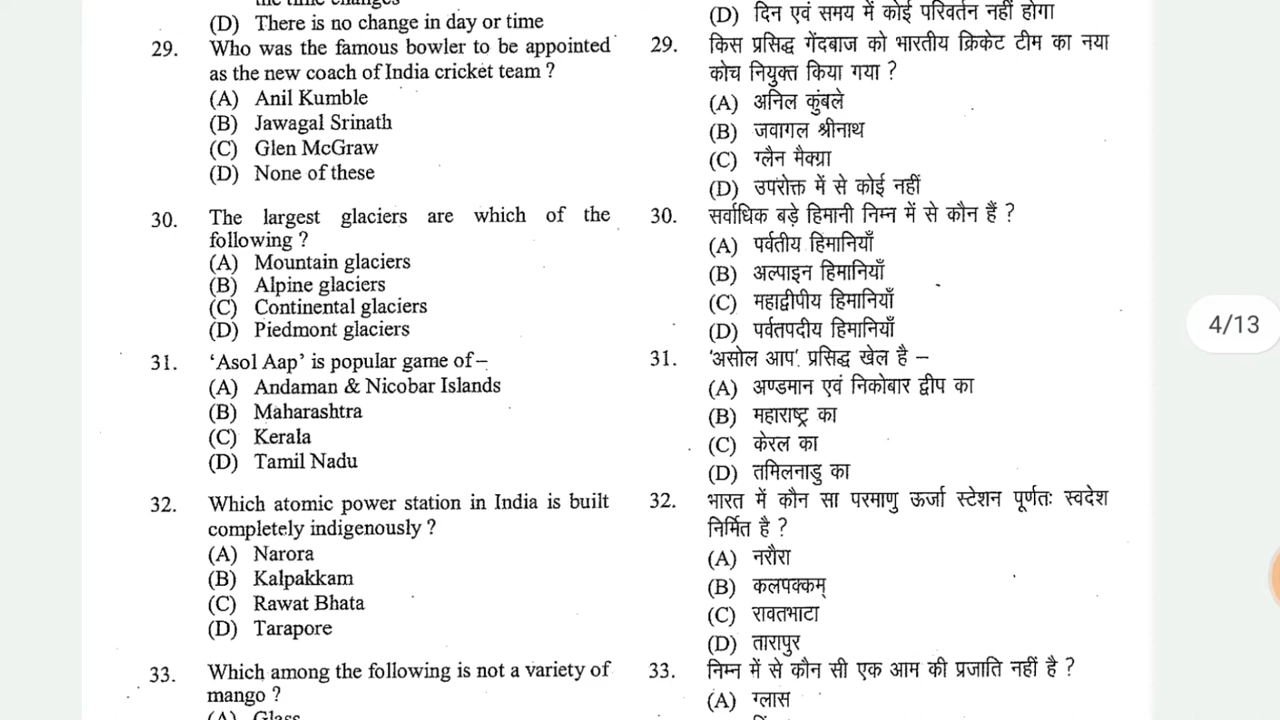 (D) There is no change in day or time
29. Who was the famous bowler to be appointed
as the new coach of India cricket team ?
(A) Anil Kumble
(B) Jawagal Srinath
(C) Glen McGraw
(D) None of these
30. The largest glaciers are which of the
following ?
(A) Mountain glaciers
(B) Alpine glaciers
(C) Continental glaciers
(D) Piedmont glaciers
31. ‘Asol Aap’ is popular game of –
(A) Andaman & Nicobar Islands
(B) Maharashtra
(C) Kerala
(D) Tamil Nadu
32. Which atomic power station in India is built
completely indigenously ?
(A) Narora
(B) Kalpakkam
(C) Rawat Bhata
(D) Tarapore
33. Which among the following is not a variety of
mango ?
(A) Glass
(D) दिन एवं समय में कोई परिवर्तन नहीं होगा
29. किस प्रसिद्ध गेंदबाज को भारतीय क्रिकेट टीम का नया
कोच नियुक्त किया गया ?
(A) अनिल कुंबले
(B) जवागल श्रीनाथ
(C) ग्लैन मैक्ग्रा
(D) उपरोक्त में से कोई नहीं
30. सर्वाधिक बड़े हिमानी निम्न में से कौन हैं ?
(A) पर्वतीय हिमानियाँ
(B) अल्पाइन हिमानियाँ
(C) महाद्वीपीय हिमानियाँ
(D) पर्वतपदीय हिमानियाँ
31. ‘असोल आप’ प्रसिद्ध खेल है –
(A) अण्डमान एवं निकोबार द्वीप का
(B) महाराष्ट्र का
(C) केरल का
(D) तमिलनाडु का
32. भारत में कौन सा परमाणु ऊर्जा स्टेशन पूर्णतः स्वदेश
निर्मित है ?
(A) नरौरा
(B) कलपक्कम्
(C) रावतभाटा
(D) तारापुर
33. निम्न में से कौन सी एक आम की प्रजाति नहीं है ?
(A) ग्लास
4/13